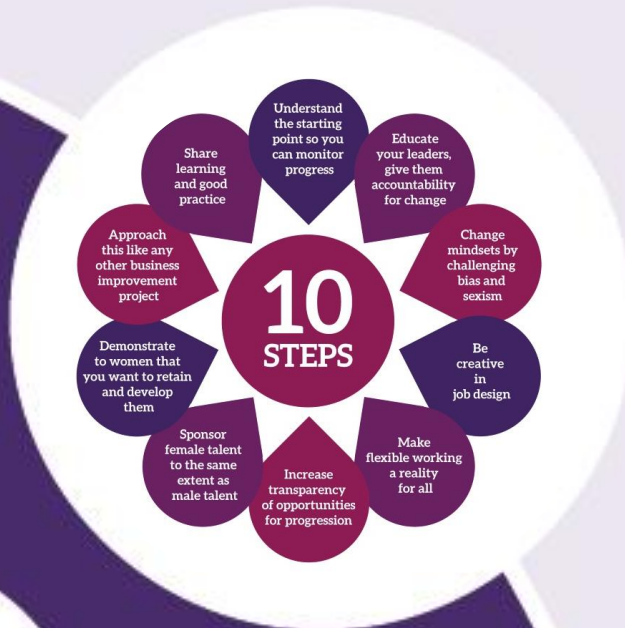 10
STEPS
Understand
the starting
point so you
can monitor
progress
Educate
your leaders,
give them
accountability
for change
Change
mindsets by
challenging
bias and
sexism
Be
creative
in
job design
Make
flexible working
a reality
for all
Increase
transparency
of opportunities
for progression
Sponsor
female talent
to the same
extent as
male talent
Demonstrate
to women that
you want to retain
and develop
them
Approach
this like any
other business
improvement
project
Share
learning
and good
practice